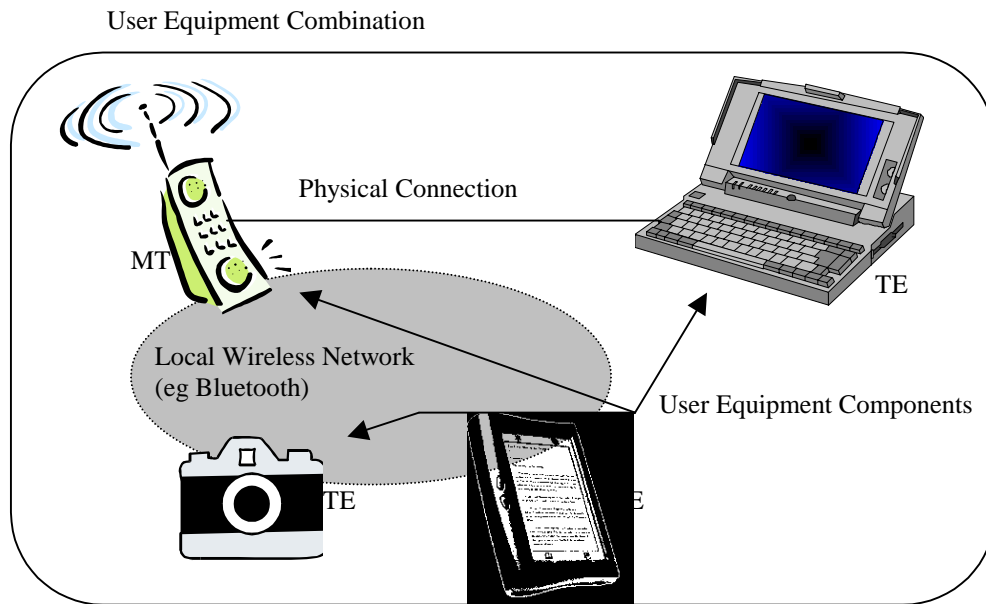 User Equipment Combination
Physical Connection
MT
TE
Local Wireless Network
(eg Bluetooth)
User Equipment Components
TE
E